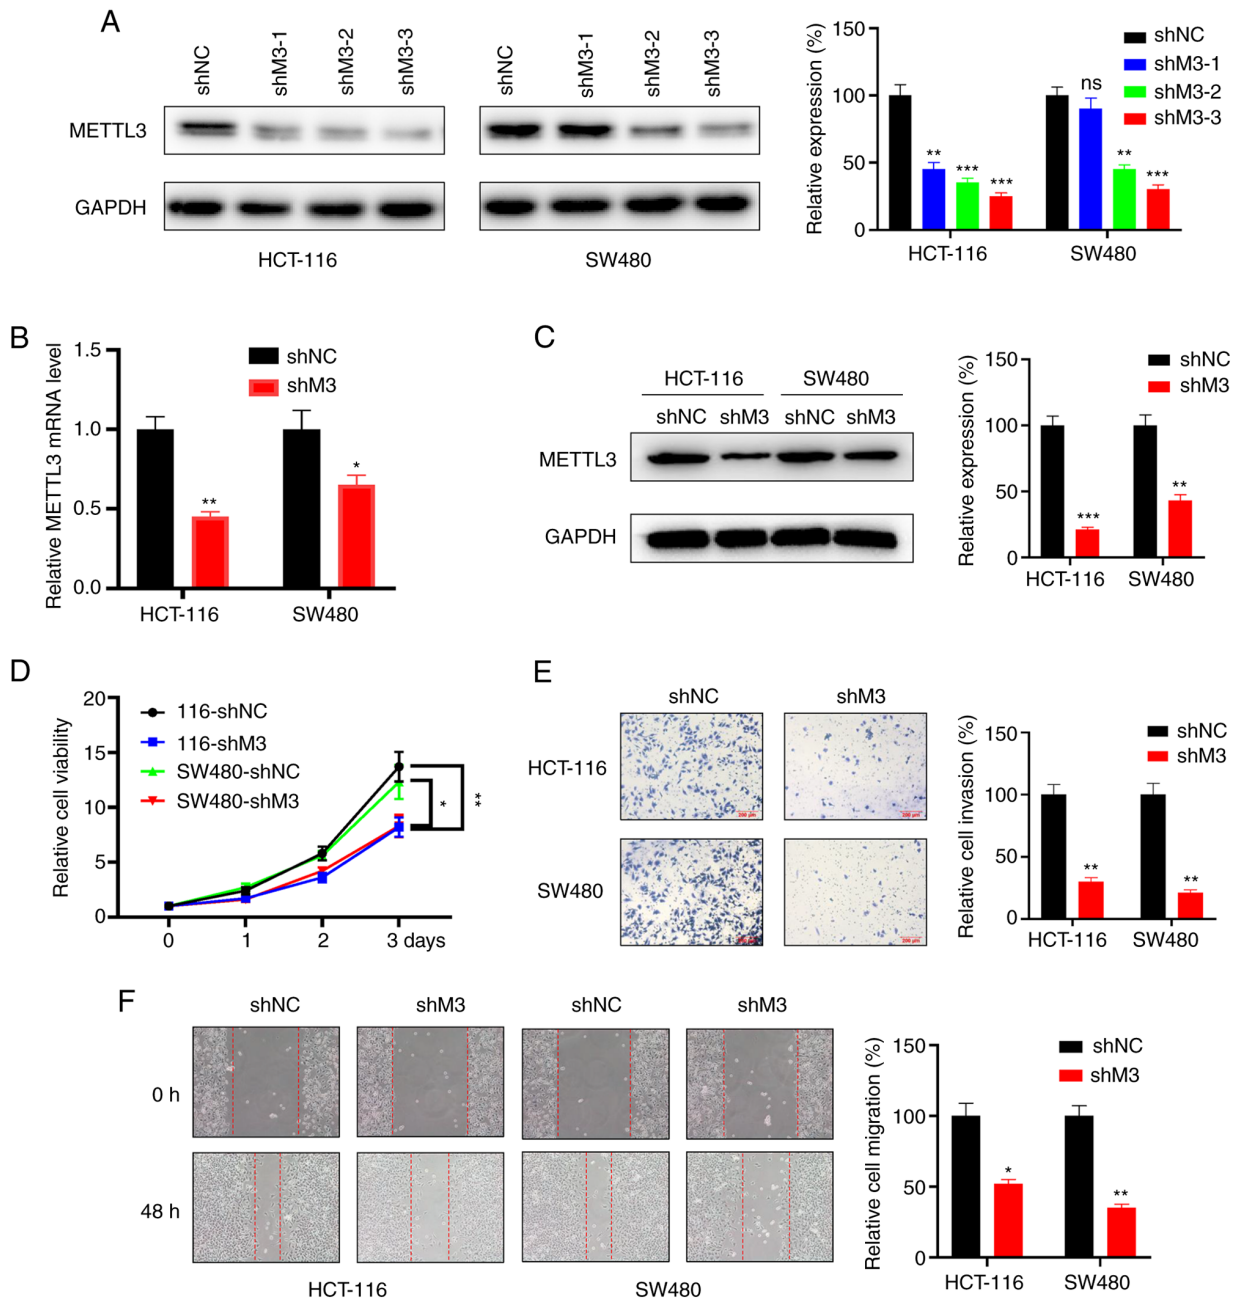 A
shNC
shM3-1
shM3-2
shM3-3
shNC
shM3-1
shM3-2
shM3-3
METTL3
GAPDH
HCT-116
SW480
Relative expression (%)
150
100
50
0
shNC
shM3-1
shM3-2
shM3-3
** *** ***
ns ** ***
HCT-116 SW480
B
Relative METTL3 mRNA level
1.5
1.0
0.5
0.0
shNC
shM3
**
*
HCT-116 SW480
C
HCT-116 SW480
shNC shM3 shNC shM3
METTL3
GAPDH
Relative expression (%)
150
100
50
0
shNC
shM3
***
**
HCT-116 SW480
D
Relative cell viability
20
15
10
5
0
116-shNC
116-shM3
SW480-shNC
SW480-shM3
*
**
0 1 2 3 days
E
shNC shM3
HCT-116
SW480
200 μm
200 μm
200 μm
Relative cell invasion (%)
150
100
50
0
shNC
shM3
**
**
HCT-116 SW480
F
shNC shM3 shNC shM3
0 h
48 h
HCT-116 SW480
Relative cell migration (%)
150
100
50
0
shNC
shM3
*
**
HCT-116 SW480